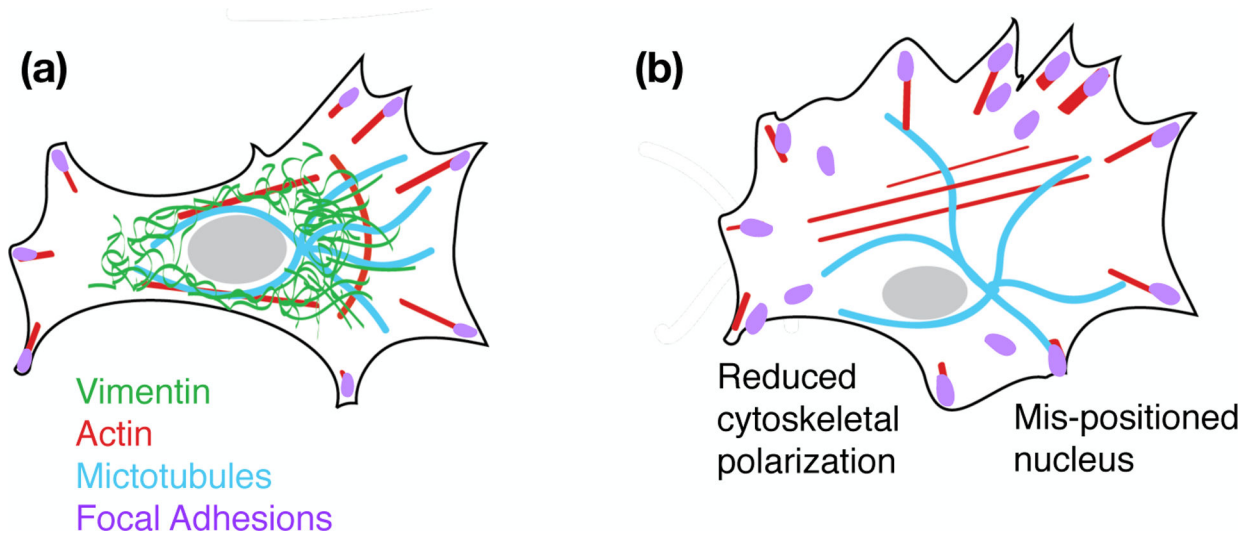 (a)
(b)
Vimentin
Actin
Mictotubules
Focal Adhesions
Reduced
cytoskeletal
polarization
Mis-positioned
nucleus